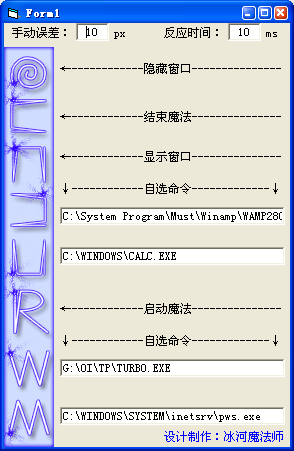 Form1
手动误差： 10 px 反应时间： 10 ms
←------------隐藏窗口-------------
←------------结束魔法-------------
←------------显示窗口-------------
↓-----------自选命令-----------↓
C:\System Program\Must\Winamp\WAMP280
C:\WINDOWS\CALC.EXE
←------------启动魔法-------------
↓-----------自选命令-----------↓
G:\OI\TP\TURBO.EXE
C:\WINDOWS\SYSTEM\inetsrv\pws.exe
设计制作：冰河魔法师